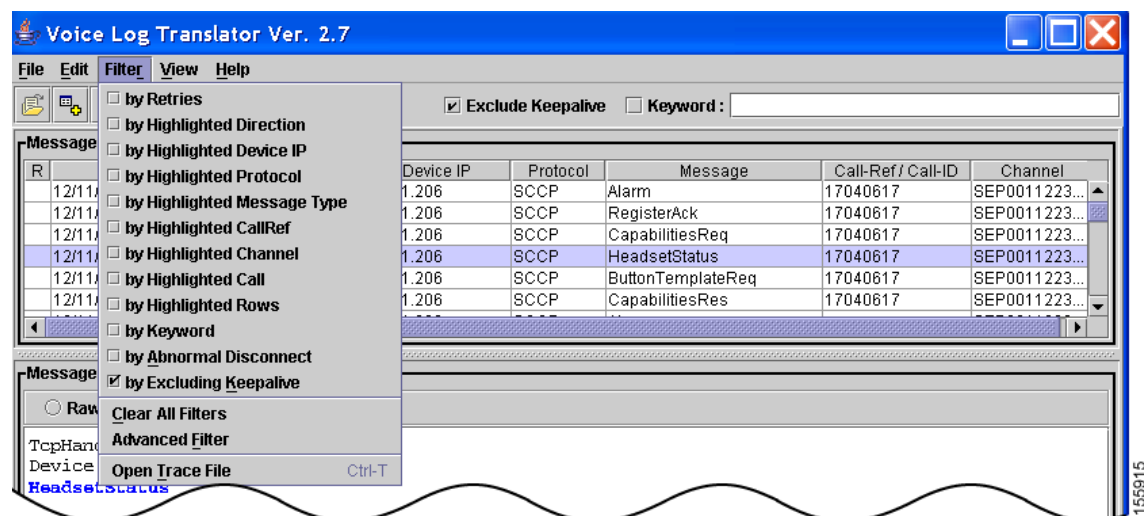 Voice Log Translator Ver. 2.7
File Edit Filter View Help
Exclude Keepalive Keyword :
by Retries
by Highlighted Direction
by Highlighted Device IP
by Highlighted Protocol
by Highlighted Message Type
by Highlighted CallRef
by Highlighted Channel
by Highlighted Call
by Highlighted Rows
by Keyword
by Abnormal Disconnect
by Excluding Keepalive
Clear All Filters
Advanced Filter
Open Trace File Ctrl-T
Message
R Device IP Protocol Message Call-Ref / Call-ID Channel
12/11/ 1.206 SCCP Alarm 17040617 SEP0011223...
12/11/ 1.206 SCCP RegisterAck 17040617 SEP0011223...
12/11/ 1.206 SCCP CapabilitiesReq 17040617 SEP0011223...
12/11/ 1.206 SCCP HeadsetStatus 17040617 SEP0011223...
12/11/ 1.206 SCCP ButtonTemplateReq 17040617 SEP0011223...
12/11/ 1.206 SCCP CapabilitiesRes 17040617 SEP0011223...
Message
Raw
TcpHand
Device
HeadsetStatus
155915